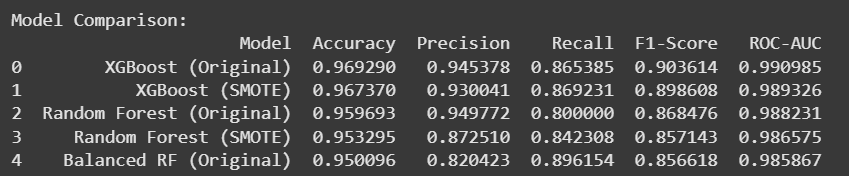 Model Comparison:
Model Accuracy Precision Recall F1-Score ROC-AUC
0 XGBoost (Original) 0.969290 0.945378 0.865385 0.903614 0.990985
1 XGBoost (SMOTE) 0.967370 0.930041 0.869231 0.898608 0.989326
2 Random Forest (Original) 0.959693 0.949772 0.800000 0.868476 0.988231
3 Random Forest (SMOTE) 0.953295 0.872510 0.842308 0.857143 0.986575
4 Balanced RF (Original) 0.950096 0.820423 0.896154 0.856618 0.985867